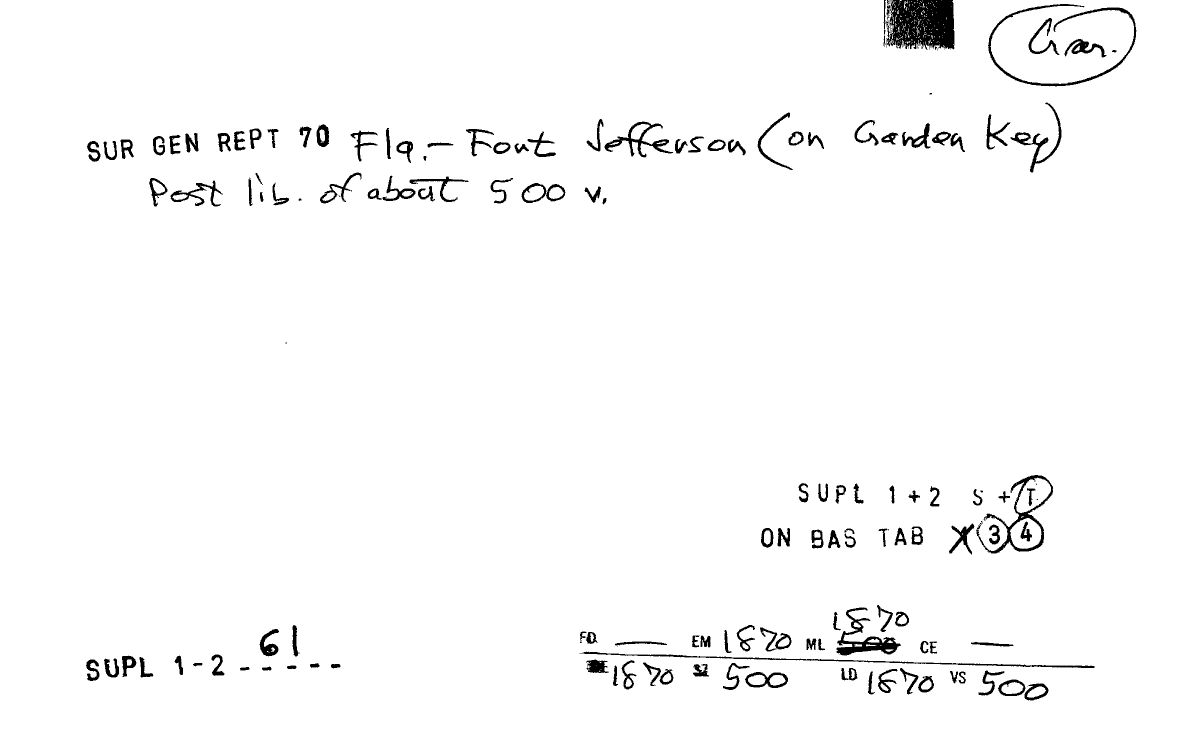 Gar.
SUR GEN REPT 70 Fla.- Fort Jefferson (on Garden Key)
Post lib. of about 500 v.
SUPL 1+2 S + T
ON BAS TAB X 3 4
1870
FD — EM 1870 ML 500 CE —
1870 SZ 500 LD 1870 VS 500
SUPL 1-2 -61---